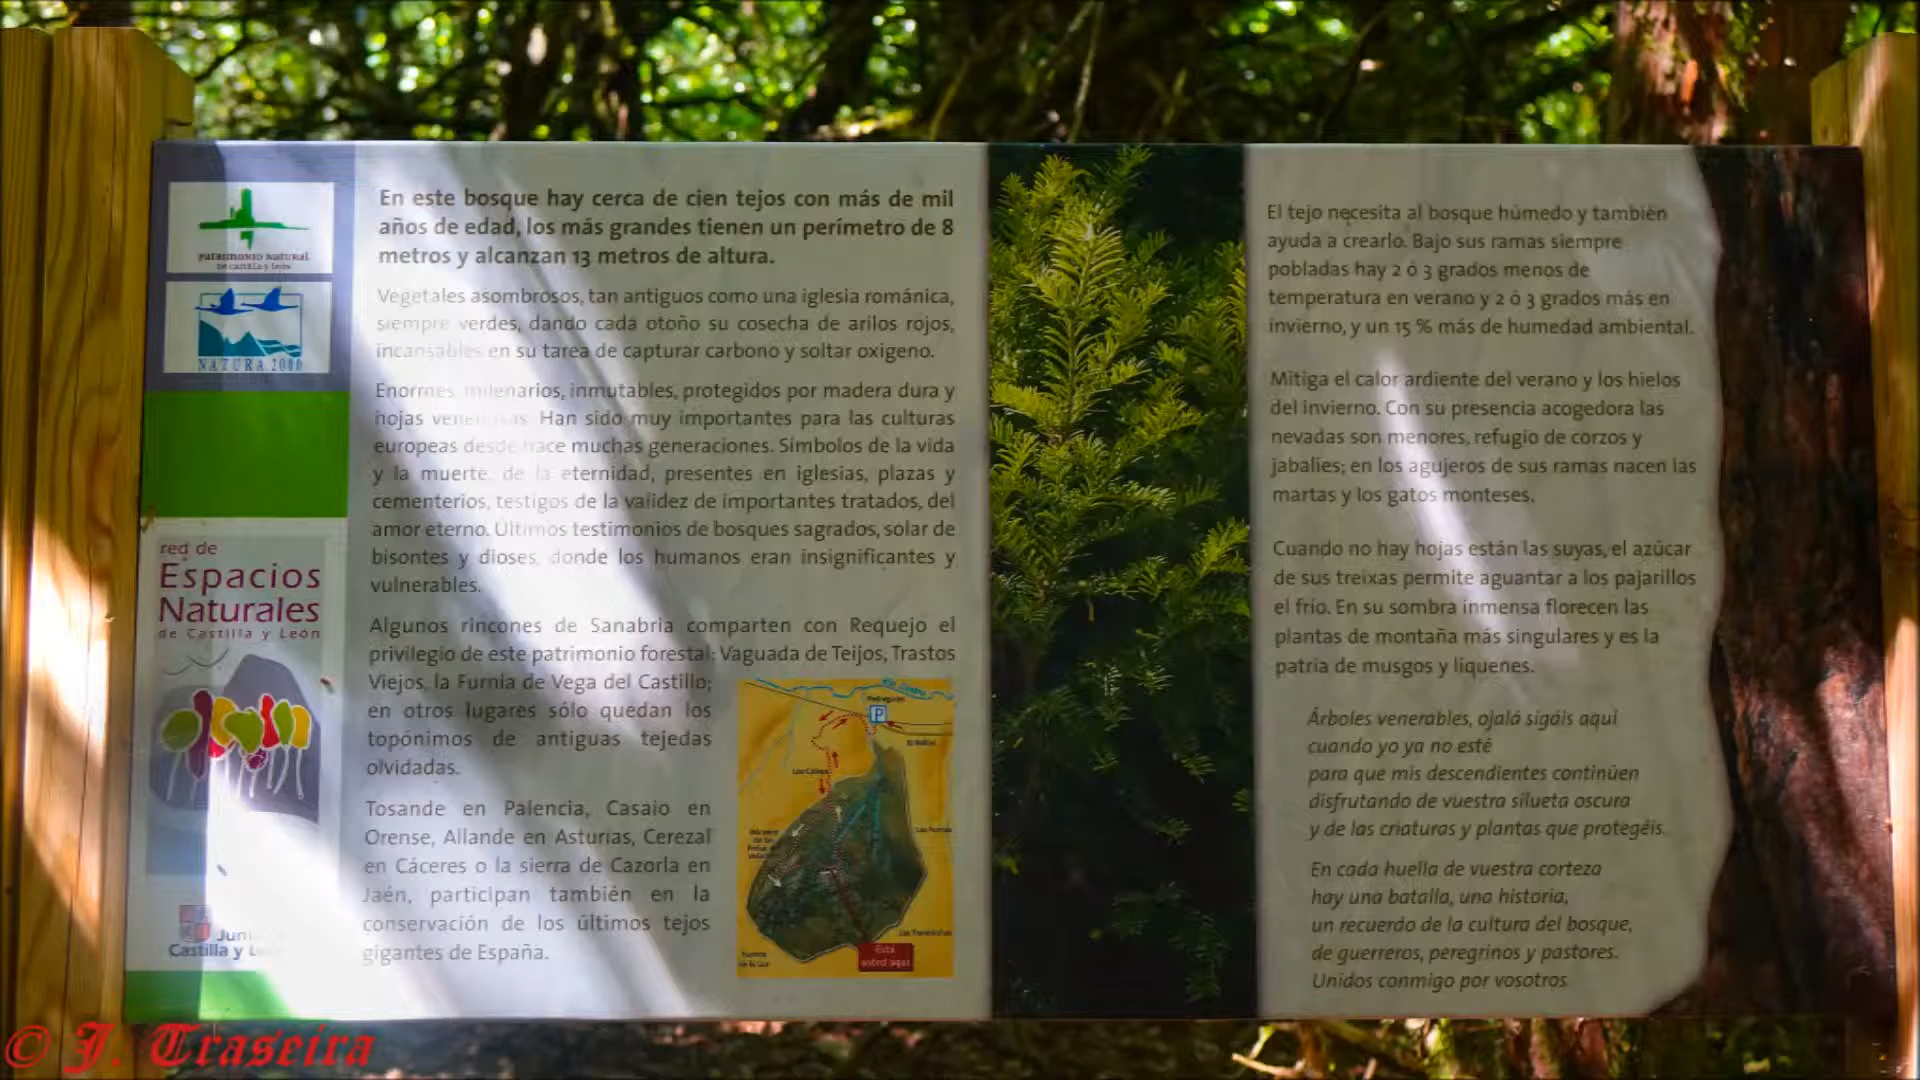 patrimonio natural
de castilla y león
NATURA 2000
red de
Espacios
Naturales
de Castilla y León
Junta
Castilla y León
En este bosque hay cerca de cien tejos con más de mil
años de edad, los más grandes tienen un perímetro de 8
metros y alcanzan 13 metros de altura.
Vegetales asombrosos, tan antiguos como una iglesia románica,
siempre verdes, dando cada otoño su cosecha de arilos rojos,
incansables en su tarea de capturar carbono y soltar oxígeno.
Enormes, milenarios, inmutables, protegidos por madera dura y
hojas venenosas. Han sido muy importantes para las culturas
europeas desde hace muchas generaciones. Símbolos de la vida
y la muerte, de la eternidad, presentes en iglesias, plazas y
cementerios, testigos de la validez de importantes tratados, del
amor eterno. Últimos testimonios de bosques sagrados, solar de
bisontes y dioses, donde los humanos eran insignificantes y
vulnerables.
Algunos rincones de Sanabria comparten con Requejo el
privilegio de este patrimonio forestal: Vaguada de Teijos, Trastos
Viejos, la Furnia de Vega del Castillo;
en otros lugares sólo quedan los
topónimos de antiguas tejedas
olvidadas.
Tosande en Palencia, Casaio en
Orense, Allande en Asturias, Cerezal
en Cáceres o la sierra de Cazorla en
Jaén, participan también en la
conservación de los últimos tejos
gigantes de España.
P
Está
usted aquí
El tejo necesita al bosque húmedo y también
ayuda a crearlo. Bajo sus ramas siempre
pobladas hay 2 ó 3 grados menos de
temperatura en verano y 2 ó 3 grados más en
invierno, y un 15 % más de humedad ambiental.
Mitiga el calor ardiente del verano y los hielos
del invierno. Con su presencia acogedora las
nevadas son menores, refugio de corzos y
jabalíes; en los agujeros de sus ramas nacen las
martas y los gatos monteses.
Cuando no hay hojas están las suyas, el azúcar
de sus treixas permite aguantar a los pajarillos
el frío. En su sombra inmensa florecen las
plantas de montaña más singulares y es la
patria de musgos y líquenes.
Árboles venerables, ojalá sigáis aquí
cuando yo ya no esté
para que mis descendientes continúen
disfrutando de vuestra silueta oscura
y de las criaturas y plantas que protegéis.
En cada huella de vuestra corteza
hay una batalla, una historia,
un recuerdo de la cultura del bosque,
de guerreros, peregrinos y pastores.
Unidos conmigo por vosotros
© J. Traseira